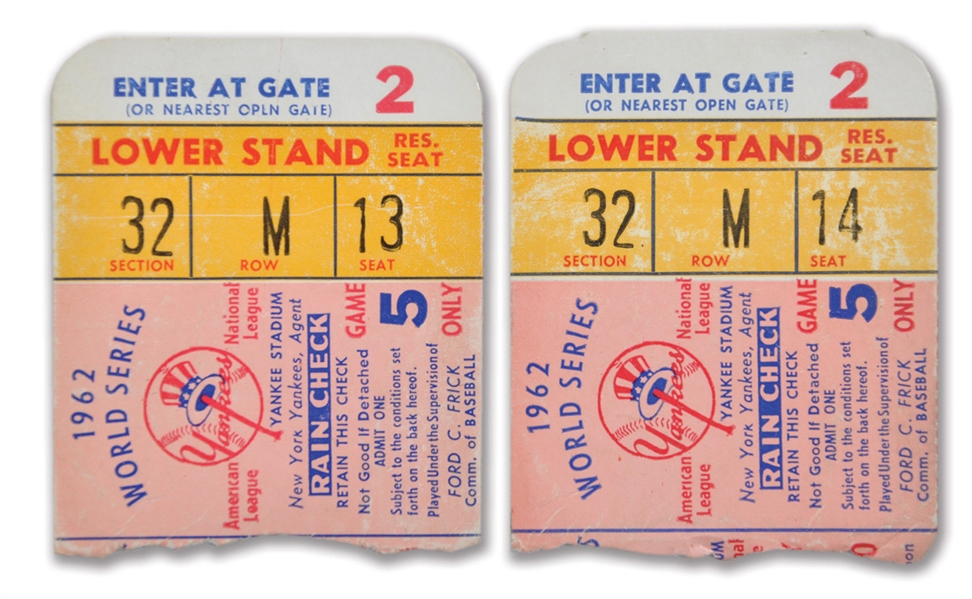 ENTER AT GATE 2
(OR NEAREST OPEN GATE)
LOWER STAND RES. SEAT
32 M 13
SECTION ROW SEAT
1962
WORLD SERIES
American League National League
Yankees
YANKEE STADIUM
New York Yankees, Agent
RAIN CHECK
RETAIN THIS CHECK
GAME 5 ONLY
Not Good If Detached
ADMIT ONE
Subject to the conditions set
forth on the back hereof.
Played Under the Supervision of
FORD C. FRICK
Comm. of BASEBALL
ENTER AT GATE 2
(OR NEAREST OPEN GATE)
LOWER STAND RES. SEAT
32 M 14
SECTION ROW SEAT
1962
WORLD SERIES
American League National League
Yankees
YANKEE STADIUM
New York Yankees, Agent
RAIN CHECK
RETAIN THIS CHECK
GAME 5 ONLY
Not Good If Detached
ADMIT ONE
Subject to the conditions set
forth on the back hereof.
Played Under the Supervision of
FORD C. FRICK
Comm. of BASEBALL